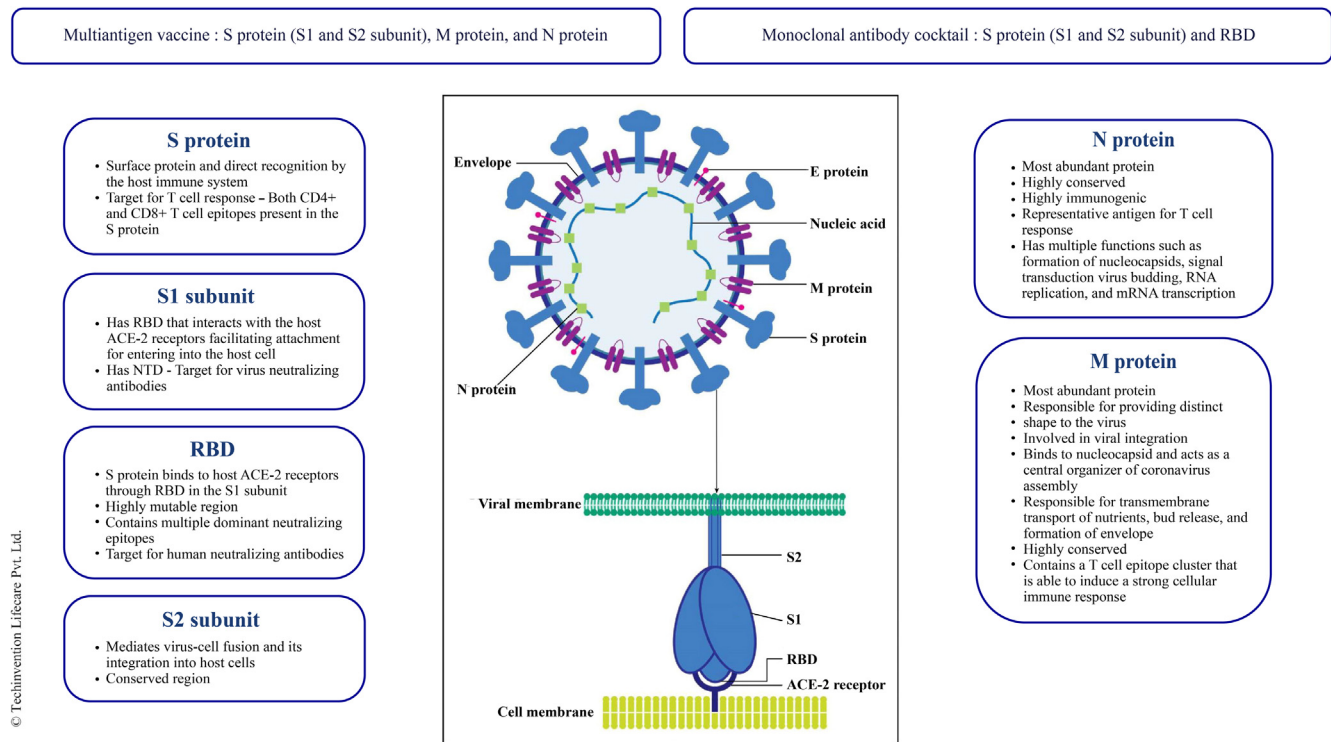 Multiantigen vaccine : S protein (S1 and S2 subunit), M protein, and N protein
Monoclonal antibody cocktail : S protein (S1 and S2 subunit) and RBD
S protein
• Surface protein and direct recognition by
the host immune system
• Target for T cell response – Both CD4+
and CD8+ T cell epitopes present in the
S protein
S1 subunit
• Has RBD that interacts with the host
ACE-2 receptors facilitating attachment
for entering into the host cell
• Has NTD - Target for virus neutralizing
antibodies
RBD
• S protein binds to host ACE-2 receptors
through RBD in the S1 subunit
• Highly mutable region
• Contains multiple dominant neutralizing
epitopes
• Target for human neutralizing antibodies
S2 subunit
• Mediates virus-cell fusion and its
integration into host cells
• Conserved region
Envelope
E protein
Nucleic acid
M protein
S protein
N protein
Viral membrane
S2
S1
RBD
ACE-2 receptor
Cell membrane
N protein
• Most abundant protein
• Highly conserved
• Highly immunogenic
• Representative antigen for T cell
response
• Has multiple functions such as
formation of nucleocapsids, signal
transduction virus budding, RNA
replication, and mRNA transcription
M protein
• Most abundant protein
• Responsible for providing distinct
• shape to the virus
• Involved in viral integration
• Binds to nucleocapsid and acts as a
central organizer of coronavirus
assembly
• Responsible for transmembrane
transport of nutrients, bud release, and
formation of envelope
• Highly conserved
• Contains a T cell epitope cluster that
is able to induce a strong cellular
immune response
© Techinvention Lifecare Pvt. Ltd.